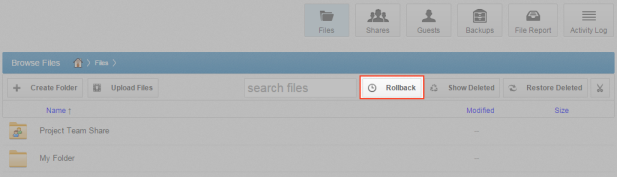 Files Shares Guests Backups File Report Activity Log
Browse Files Files
Create Folder Upload Files search files Rollback Show Deleted Restore Deleted
Name ↑ Modified Size
Project Team Share --
My Folder --